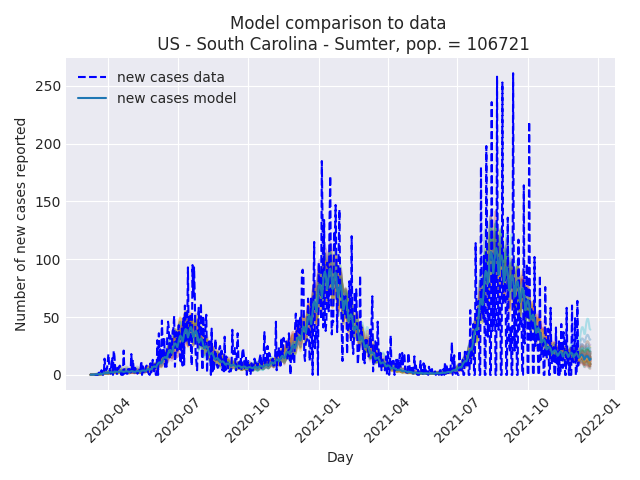 Model comparison to data
US - South Carolina - Sumter, pop. = 106721
new cases data
new cases model
Number of new cases reported
250
200
150
100
50
0
2020-04
2020-07
2020-10
2021-01
2021-04
2021-07
2021-10
2022-01
Day